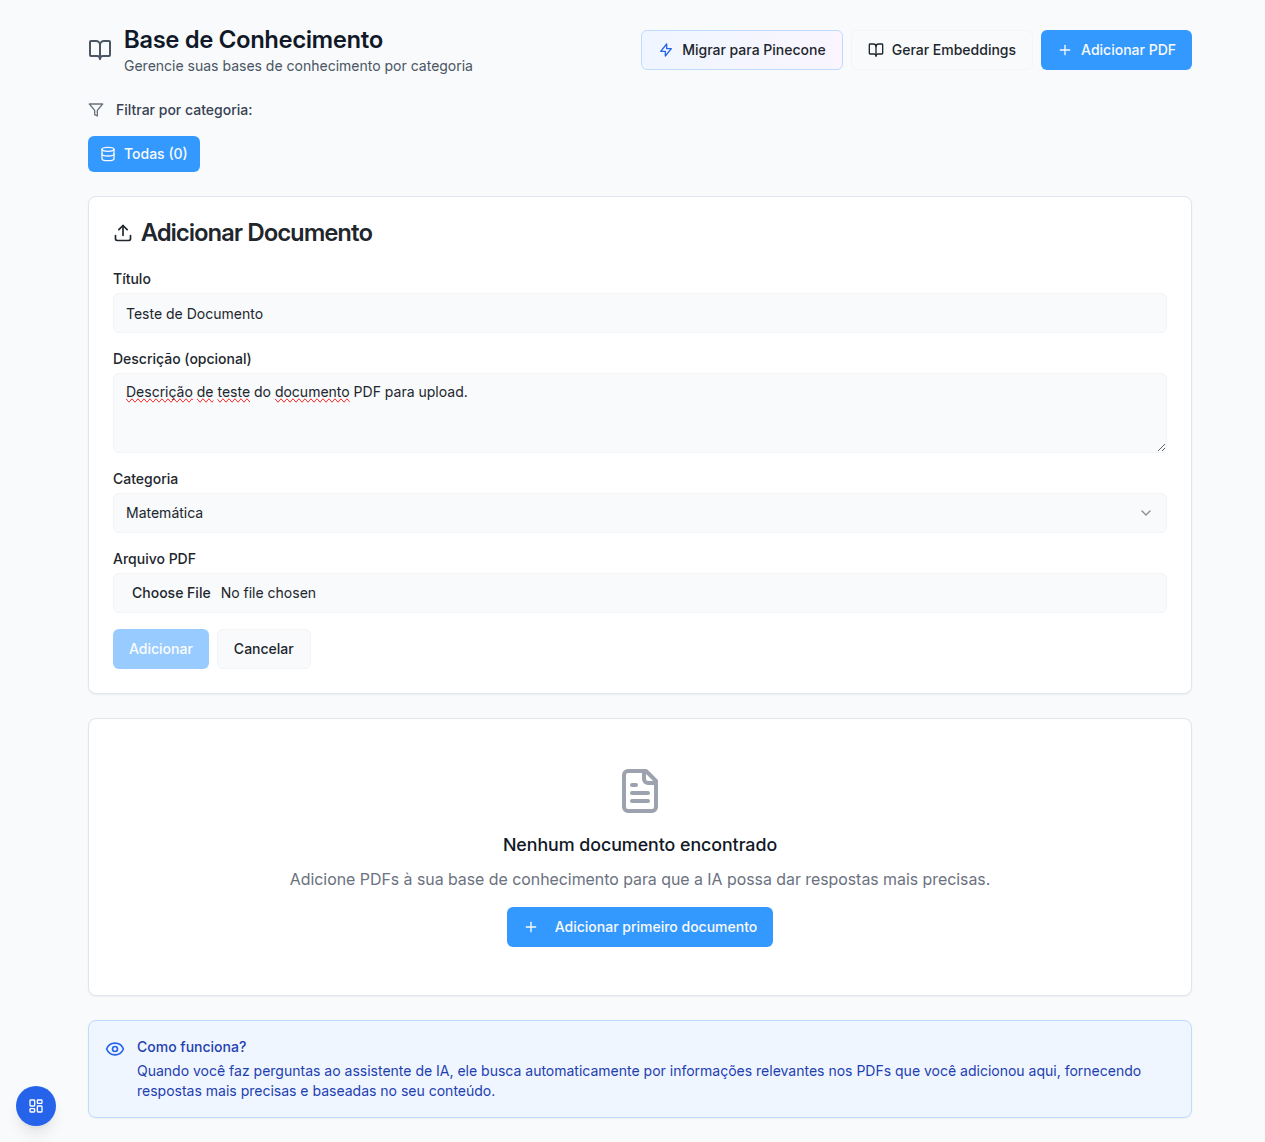 Base de Conhecimento
Gerencie suas bases de conhecimento por categoria
Migrar para Pinecone
Gerar Embeddings
Adicionar PDF
Filtrar por categoria:
Todas (0)
Adicionar Documento
Título
Teste de Documento
Descrição (opcional)
Descrição de teste do documento PDF para upload.
Categoria
Matemática
Arquivo PDF
Choose File No file chosen
Adicionar
Cancelar
Nenhum documento encontrado
Adicione PDFs à sua base de conhecimento para que a IA possa dar respostas mais precisas.
Adicionar primeiro documento
Como funciona?
Quando você faz perguntas ao assistente de IA, ele busca automaticamente por informações relevantes nos PDFs que você adicionou aqui, fornecendo
respostas mais precisas e baseadas no seu conteúdo.